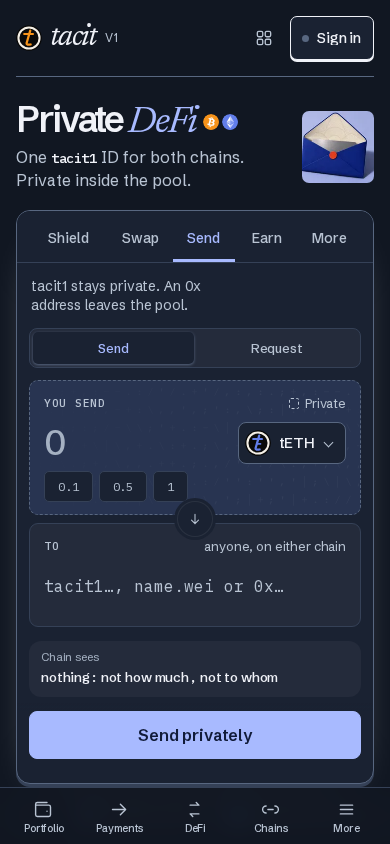 tacit V1
Sign in
Private DeFi
One tacit1 ID for both chains.
Private inside the pool.
Shield Swap Send Earn More
tacit1 stays private. An 0x
address leaves the pool.
Send Request
YOU SEND Private
0 tETH
0.1 0.5 1
TO anyone, on either chain
tacit1…, name.wei or 0x…
Chain sees
nothing: not how much, not to whom
Send privately
Portfolio Payments DeFi Chains More